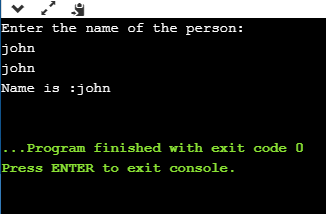 Enter the name of the person:
john
john
Name is :john
...Program finished with exit code 0
Press ENTER to exit console.